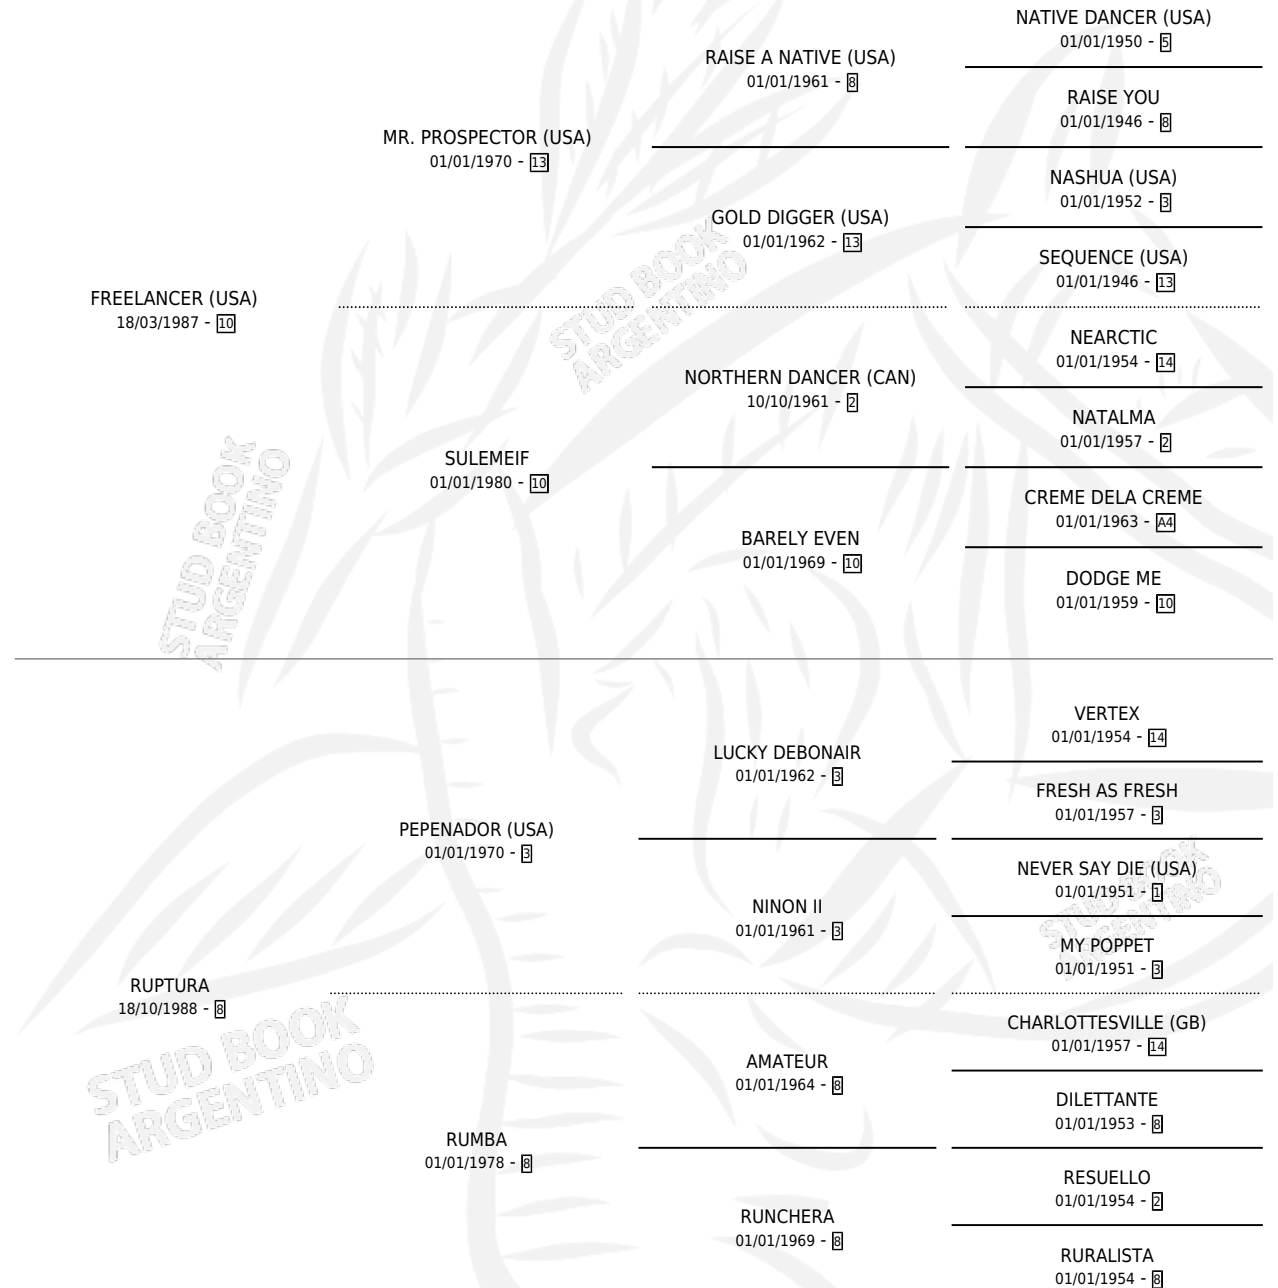 NATIVE DANCER (USA)
01/01/1950 - 5
RAISE A NATIVE (USA)
01/01/1961 - 8
RAISE YOU
01/01/1946 - 8
MR. PROSPECTOR (USA)
01/01/1970 - 13
NASHUA (USA)
01/01/1952 - 3
GOLD DIGGER (USA)
01/01/1962 - 13
SEQUENCE (USA)
01/01/1946 - 13
FREELANCER (USA)
18/03/1987 - 10
NEARCTIC
01/01/1954 - 14
NORTHERN DANCER (CAN)
10/10/1961 - 2
NATALMA
01/01/1957 - 2
SULEMEIF
01/01/1980 - 10
CREME DELA CREME
01/01/1963 - A4
BARELY EVEN
01/01/1969 - 10
DODGE ME
01/01/1959 - 10
VERTEX
01/01/1954 - 14
LUCKY DEBONAIR
01/01/1962 - 3
FRESH AS FRESH
01/01/1957 - 3
PEPENADOR (USA)
01/01/1970 - 3
NEVER SAY DIE (USA)
01/01/1951 - 1
NINON II
01/01/1961 - 3
MY POPPET
01/01/1951 - 3
RUPTURA
18/10/1988 - 8
CHARLOTTESVILLE (GB)
01/01/1957 - 14
AMATEUR
01/01/1964 - 8
DILETTANTE
01/01/1953 - 8
RUMBA
01/01/1978 - 8
RESUELLO
01/01/1954 - 2
RUNCHERA
01/01/1969 - 8
RURALISTA
01/01/1954 - 8
STUD BOOK
ARGENTINO
STUD BOOK
ARGENTINO
STUD BOOK
ARGENTINO
STUD BOOK
ARGENTINO